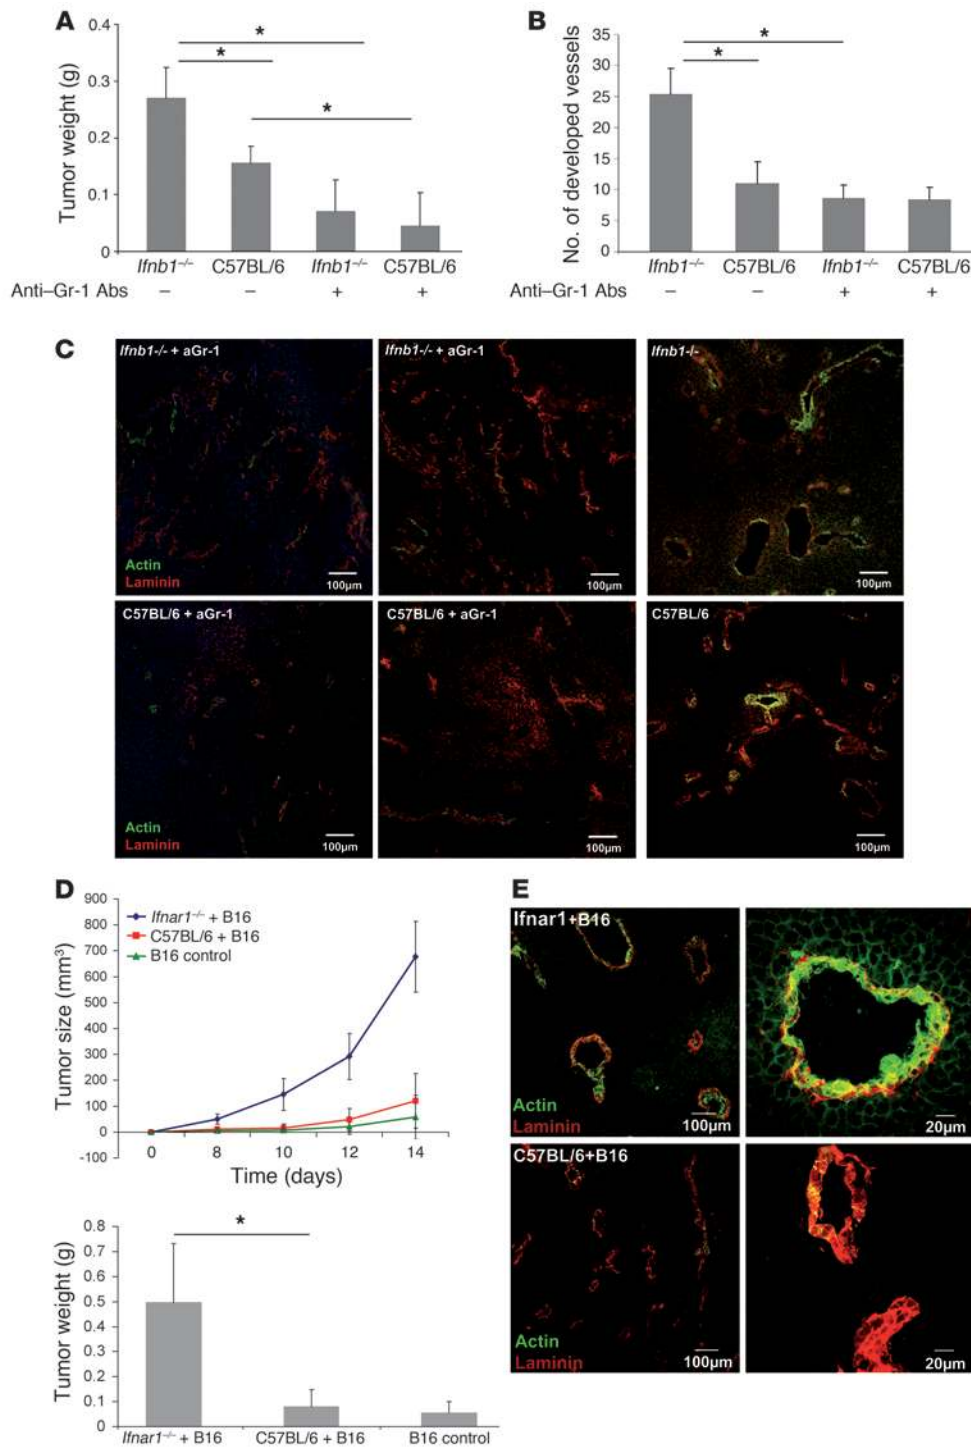 A
Tumor weight (g)
0.4
0.3
0.2
0.1
0
*
*
*
Ifnb1–/– C57BL/6 Ifnb1–/– C57BL/6
Anti–Gr-1 Abs – – + +
B
No. of developed vessels
35
30
25
20
15
10
5
0
*
*
Ifnb1–/– C57BL/6 Ifnb1–/– C57BL/6
Anti–Gr-1 Abs – – + +
C
Ifnb1-/- + aGr-1
Actin
Laminin
100µm
Ifnb1-/- + aGr-1
100µm
Ifnb1-/-
100µm
C57BL/6 + aGr-1
Actin
Laminin
100µm
C57BL/6 + aGr-1
100µm
C57BL/6
100µm
D
Tumor size (mm³)
900
800
700
600
500
400
300
200
100
0
-100
Ifnar1–/– + B16
C57BL/6 + B16
B16 control
0 8 10 12 14
Time (days)
Tumor weight (g)
0.8
0.7
0.6
0.5
0.4
0.3
0.2
0.1
0
*
Ifnar1–/– + B16 C57BL/6 + B16 B16 control
E
Ifnar1+B16
Actin
Laminin
100µm
20µm
C57BL/6+B16
Actin
Laminin
100µm
20µm